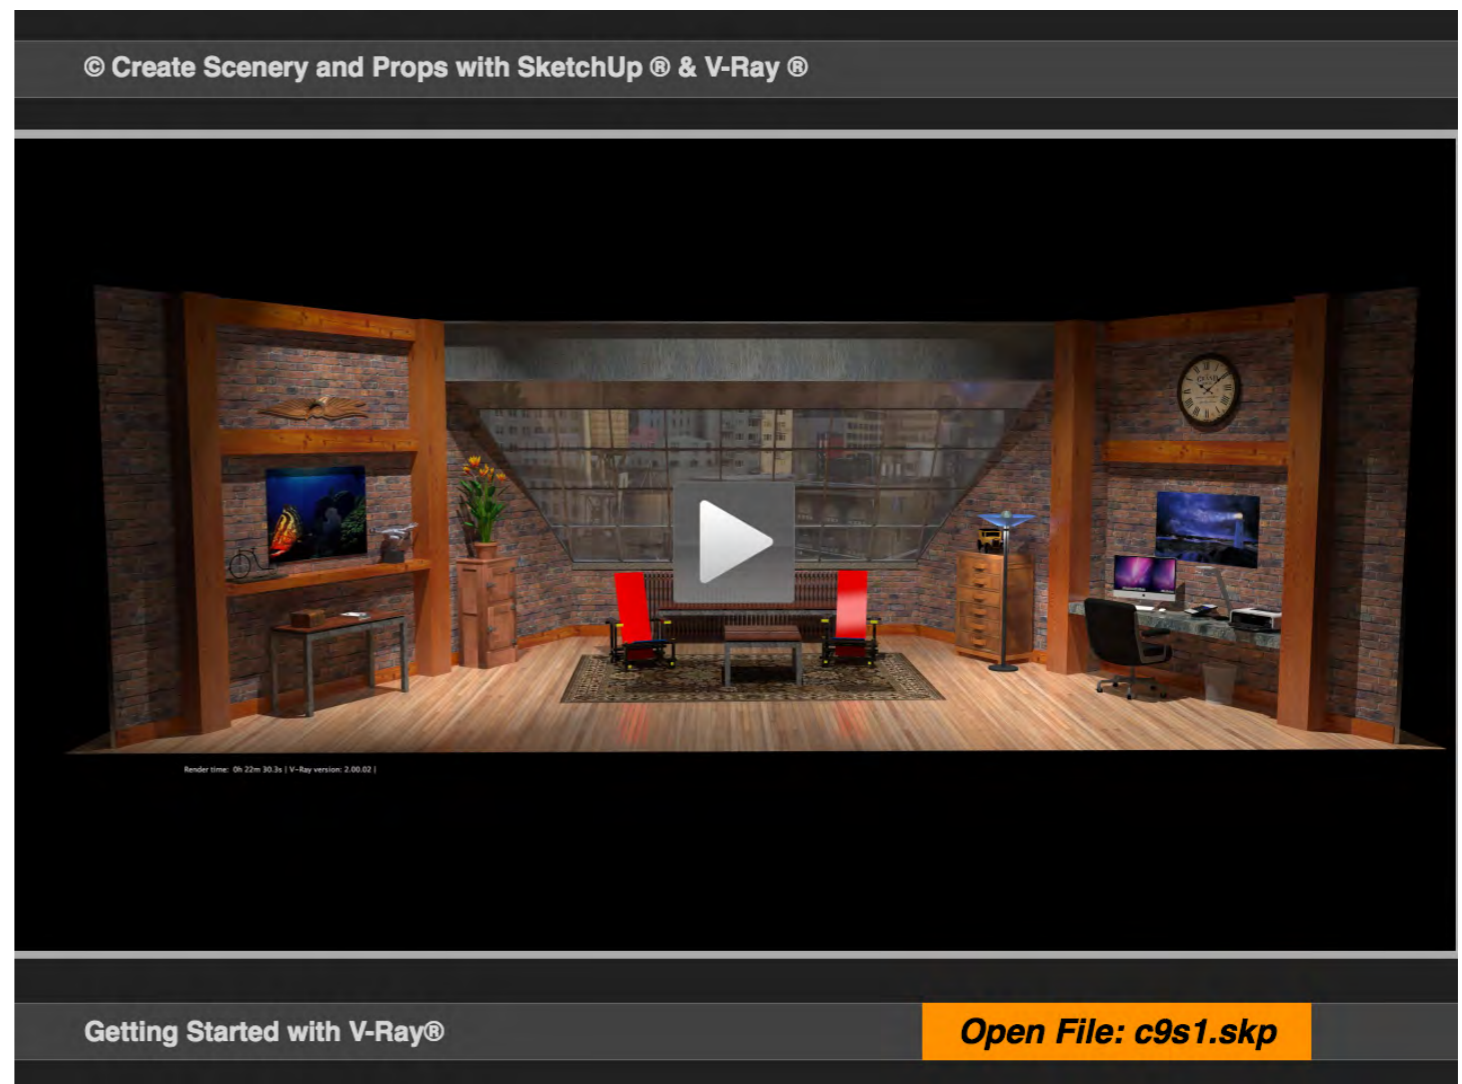 © Create Scenery and Props with SketchUp ® & V-Ray ®
Render time: 0h 22m 30.3s | V-Ray version: 2.00.02 |
Getting Started with V-Ray®
Open File: c9s1.skp